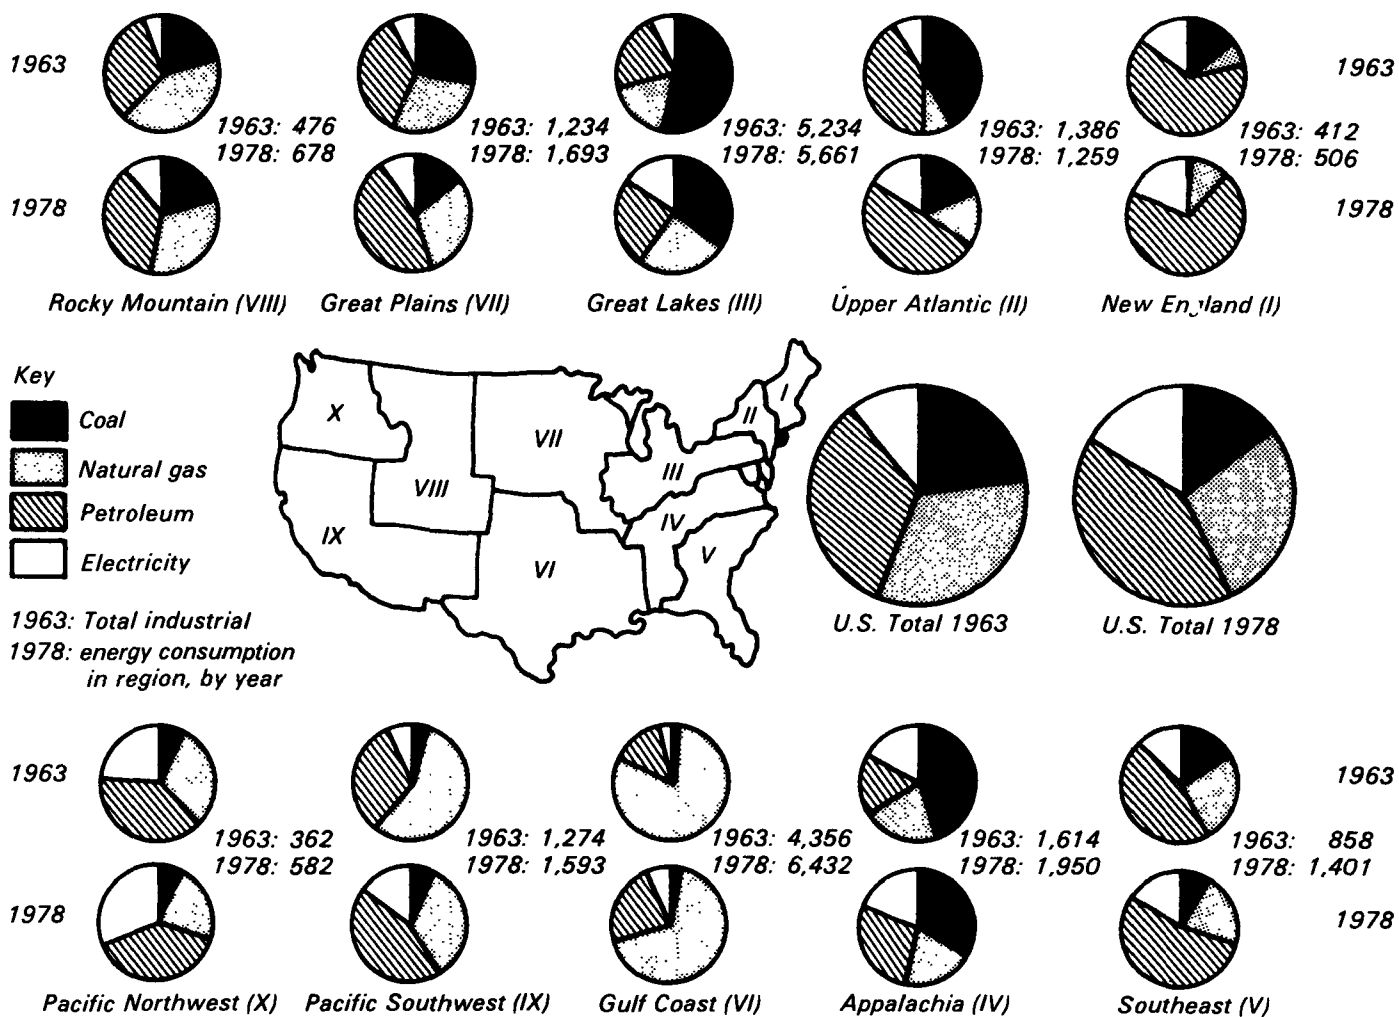 1963
1963
1963: 476
1978: 678
1963: 1,234
1978: 1,693
1963: 5,234
1978: 5,661
1963: 1,386
1978: 1,259
1963: 412
1978: 506
1978
1978
Rocky Mountain (VIII)
Great Plains (VII)
Great Lakes (III)
Upper Atlantic (II)
New England (I)
Key
Coal
Natural gas
Petroleum
Electricity
1963: Total industrial
1978: energy consumption
in region, by year
X
VII
VIII
IX
VI
III
IV
V
II
I
U.S. Total 1963
U.S. Total 1978
1963
1963
1963: 362
1978: 582
1963: 1,274
1978: 1,593
1963: 4,356
1978: 6,432
1963: 1,614
1978: 1,950
1963: 858
1978: 1,401
1978
1978
Pacific Northwest (X)
Pacific Southwest (IX)
Gulf Coast (VI)
Appalachia (IV)
Southeast (V)